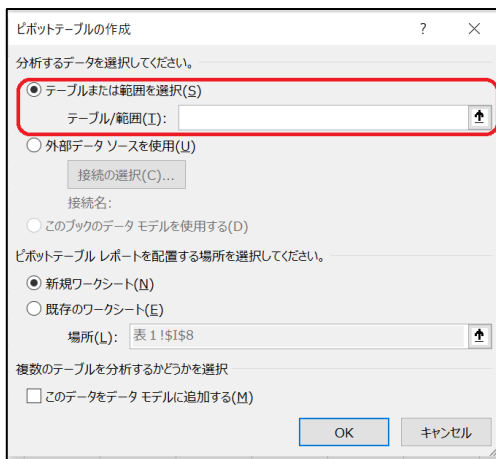 ピボットテーブルの作成 ? ×
分析するデータを選択してください。
テーブルまたは範囲を選択(S)
テーブル/範囲(T):
外部データ ソースを使用(U)
接続の選択(C)...
接続名:
このブックのデータ モデルを使用する(D)
ピボットテーブル レポートを配置する場所を選択してください。
新規ワークシート(N)
既存のワークシート(E)
場所(L): 表１!$I$8
複数のテーブルを分析するかどうかを選択
このデータをデータ モデルに追加する(M)
OK キャンセル